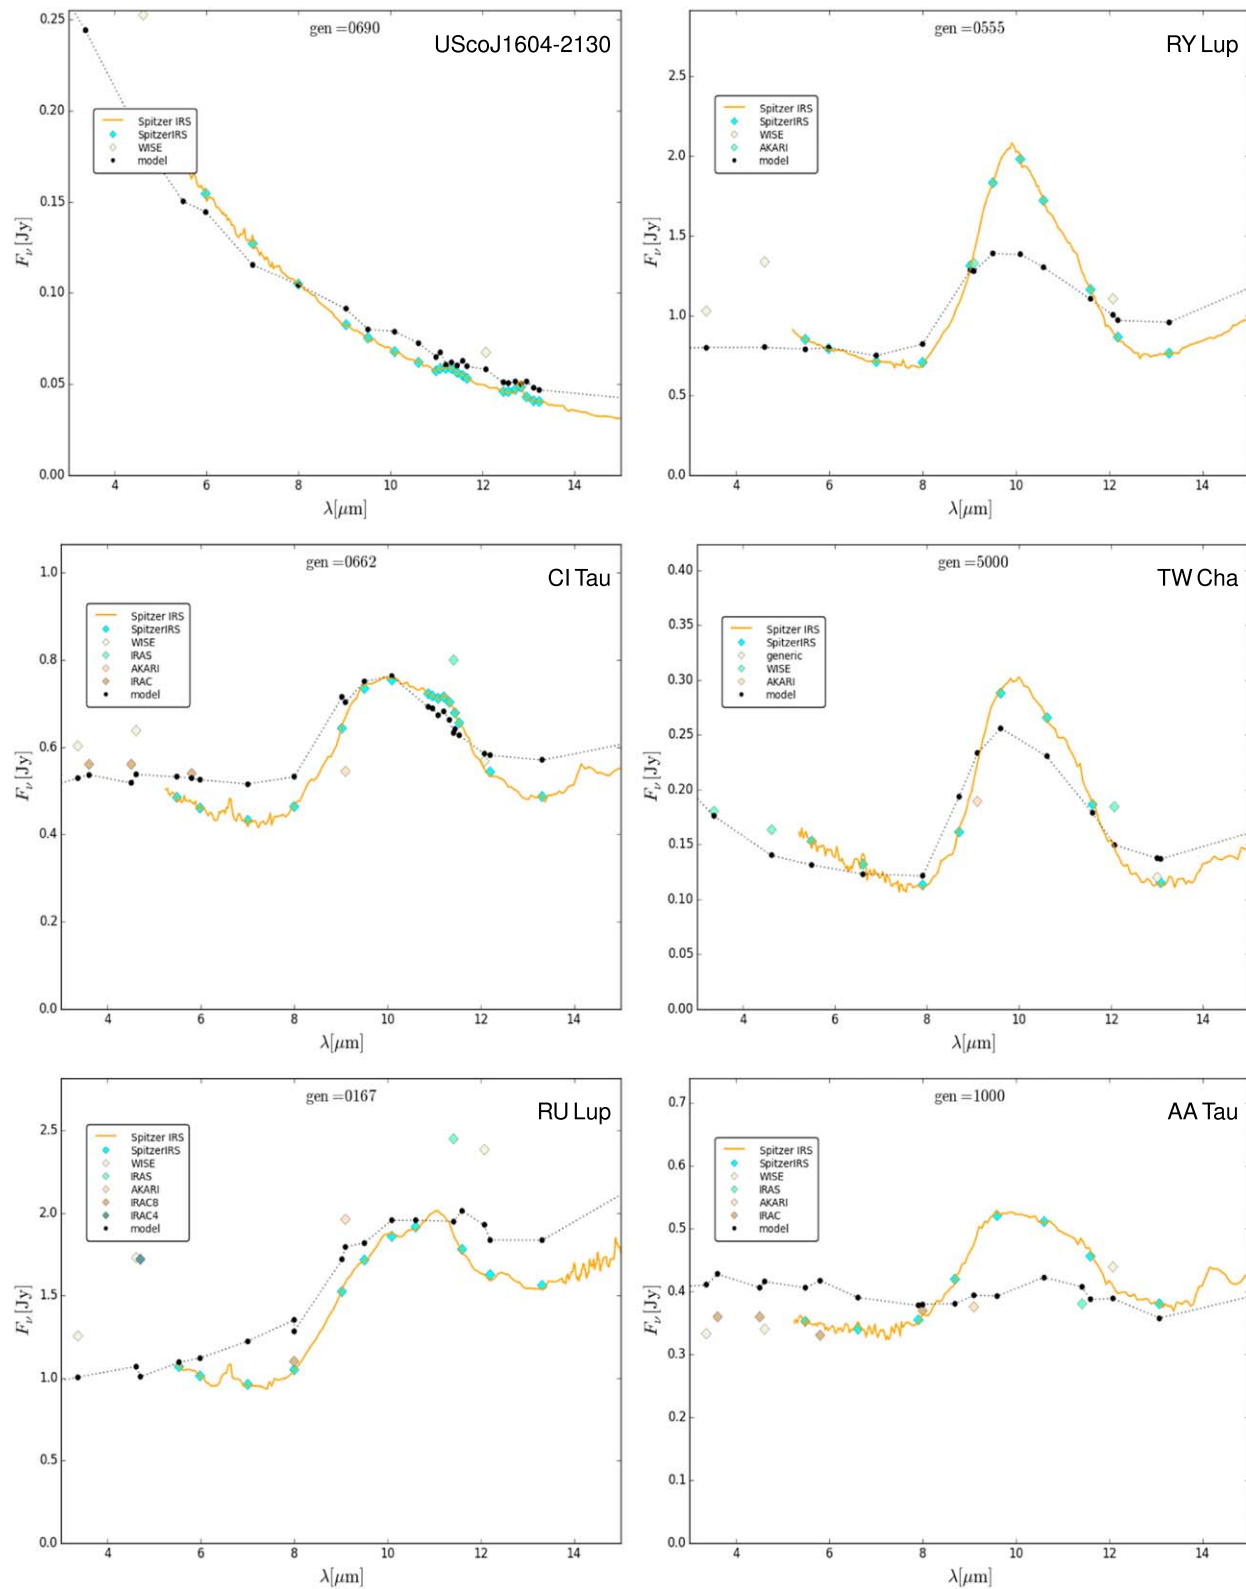 gen =0690
UScoJ1604-2130
0.25
0.20
0.15
0.10
0.05
0.00
Fν [Jy]
Spitzer IRS
SpitzerIRS
WISE
model
4 6 8 10 12 14
λ[μm]
gen =0555
RY Lup
2.5
2.0
1.5
1.0
0.5
0.0
Fν [Jy]
Spitzer IRS
SpitzerIRS
WISE
AKARI
model
4 6 8 10 12 14
λ[μm]
gen =0662
CI Tau
1.0
0.8
0.6
0.4
0.2
0.0
Fν [Jy]
Spitzer IRS
SpitzerIRS
WISE
IRAS
AKARI
IRAC
model
4 6 8 10 12 14
λ[μm]
gen =5000
TW Cha
0.40
0.35
0.30
0.25
0.20
0.15
0.10
0.05
0.00
Fν [Jy]
Spitzer IRS
SpitzerIRS
generic
WISE
AKARI
model
4 6 8 10 12 14
λ[μm]
gen =0167
RU Lup
2.5
2.0
1.5
1.0
0.5
0.0
Fν [Jy]
Spitzer IRS
SpitzerIRS
WISE
IRAS
AKARI
IRAC8
IRAC4
model
4 6 8 10 12 14
λ[μm]
gen =1000
AA Tau
0.7
0.6
0.5
0.4
0.3
0.2
0.1
0.0
Fν [Jy]
Spitzer IRS
SpitzerIRS
WISE
IRAS
AKARI
IRAC
model
4 6 8 10 12 14
λ[μm]